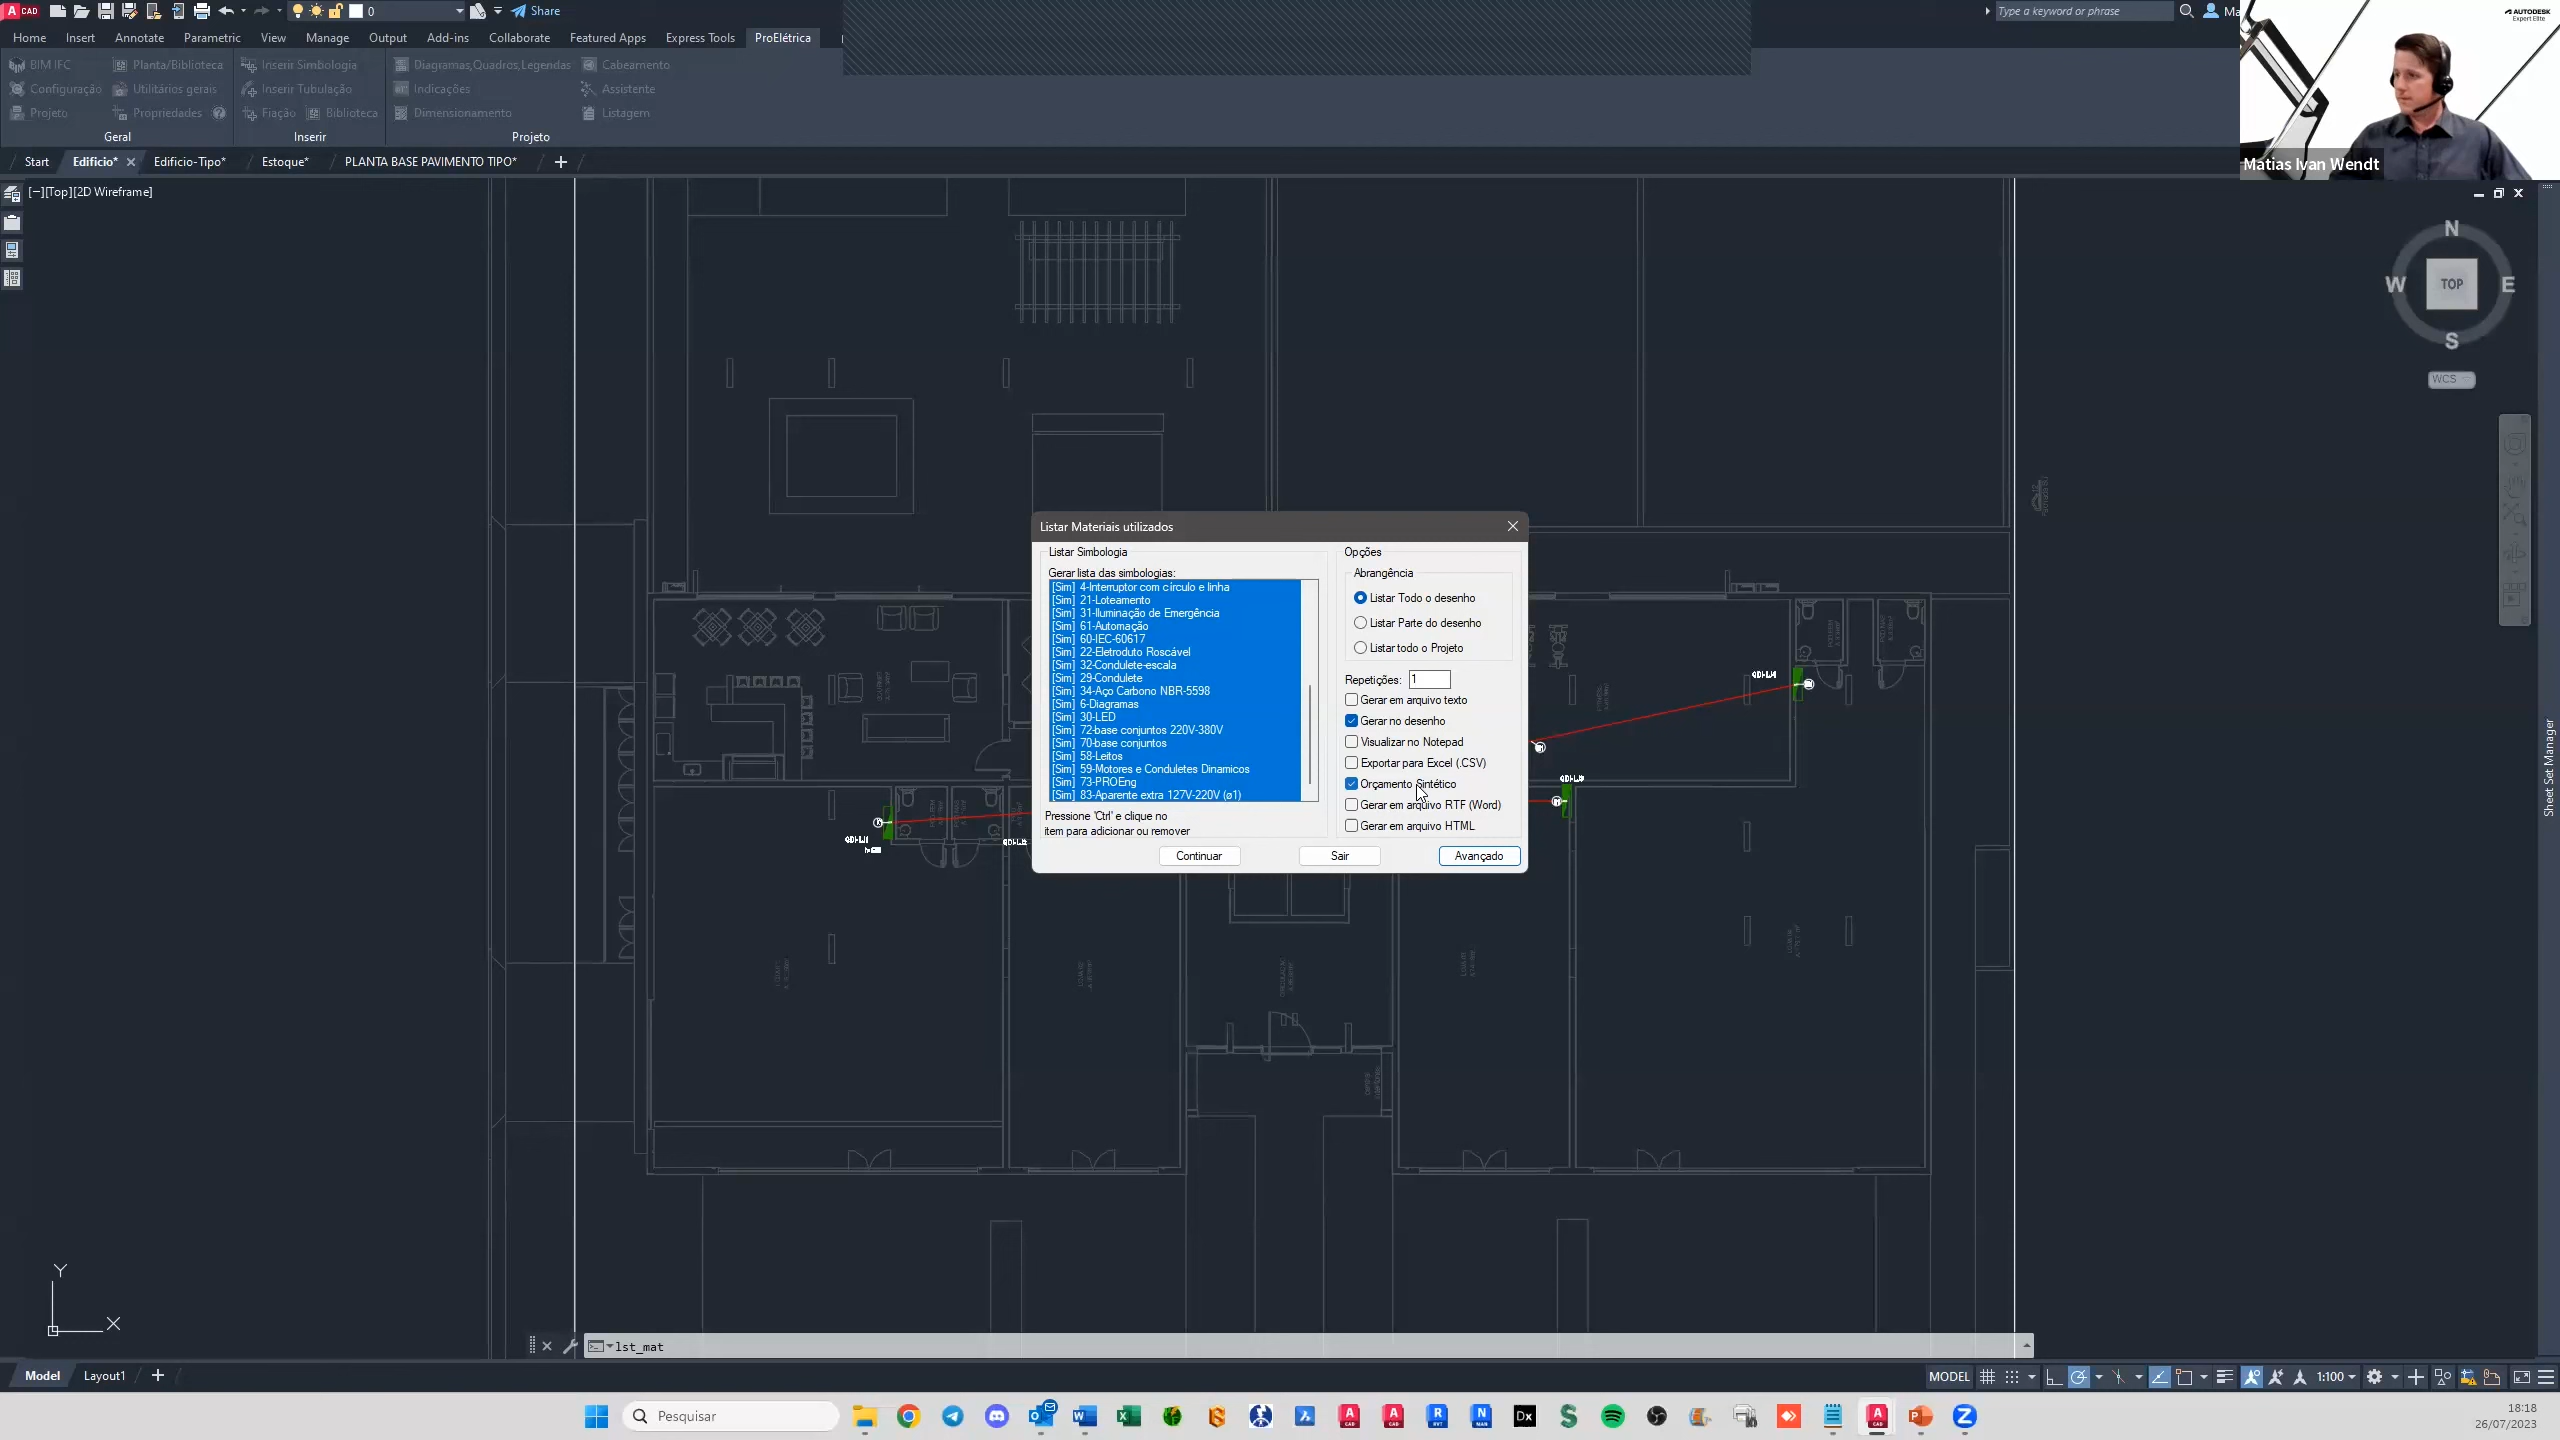 A CAD
0
Share
Type a keyword or phrase
Ma
AUTODESK
Expert Elite
Home Insert Annotate Parametric View Manage Output Add-ins Collaborate Featured Apps Express Tools ProElétrica
BIM IFC Planta/Biblioteca Inserir Simbologia Diagramas,Quadros,Legendas Cabeamento
Configuração Utilitários gerais Inserir Tubulação Indicações Assistente
Projeto Propriedades Fiação Biblioteca Dimensionamento Listagem
Geral Inserir Projeto
Matias Ivan Wendt
Start Edificio* Edificio-Tipo* Estoque* PLANTA BASE PAVIMENTO TIPO*
[−][Top][2D Wireframe]
N
W TOP E
S
WCS
Listar Materiais utilizados
Listar Simbologia
Gerar lista das simbologias:
[Sim] 4-Interruptor com círculo e linha
[Sim] 21-Loteamento
[Sim] 31-Iluminação de Emergência
[Sim] 61-Automação
[Sim] 60-IEC-60617
[Sim] 22-Eletroduto Roscável
[Sim] 32-Condulete-escala
[Sim] 29-Condulete
[Sim] 34-Aço Carbono NBR-5598
[Sim] 6-Diagramas
[Sim] 30-LED
[Sim] 72-base conjuntos 220V-380V
[Sim] 70-base conjuntos
[Sim] 58-Leitos
[Sim] 59-Motores e Conduletes Dinamicos
[Sim] 73-PROEng
[Sim] 83-Aparente extra 127V-220V (ø1)
Pressione 'Ctrl' e clique no
item para adicionar ou remover
Opções
Abrangência
Listar Todo o desenho
Listar Parte do desenho
Listar todo o Projeto
Repetições: 1
Gerar em arquivo texto
Gerar no desenho
Visualizar no Notepad
Exportar para Excel (.CSV)
Orçamento Sintético
Gerar em arquivo RTF (Word)
Gerar em arquivo HTML
Continuar Sair Avançado
Sheet Set Manager
Y
X
lst_mat
Model Layout1
MODEL
1:100
Pesquisar
18:18
26/07/2023